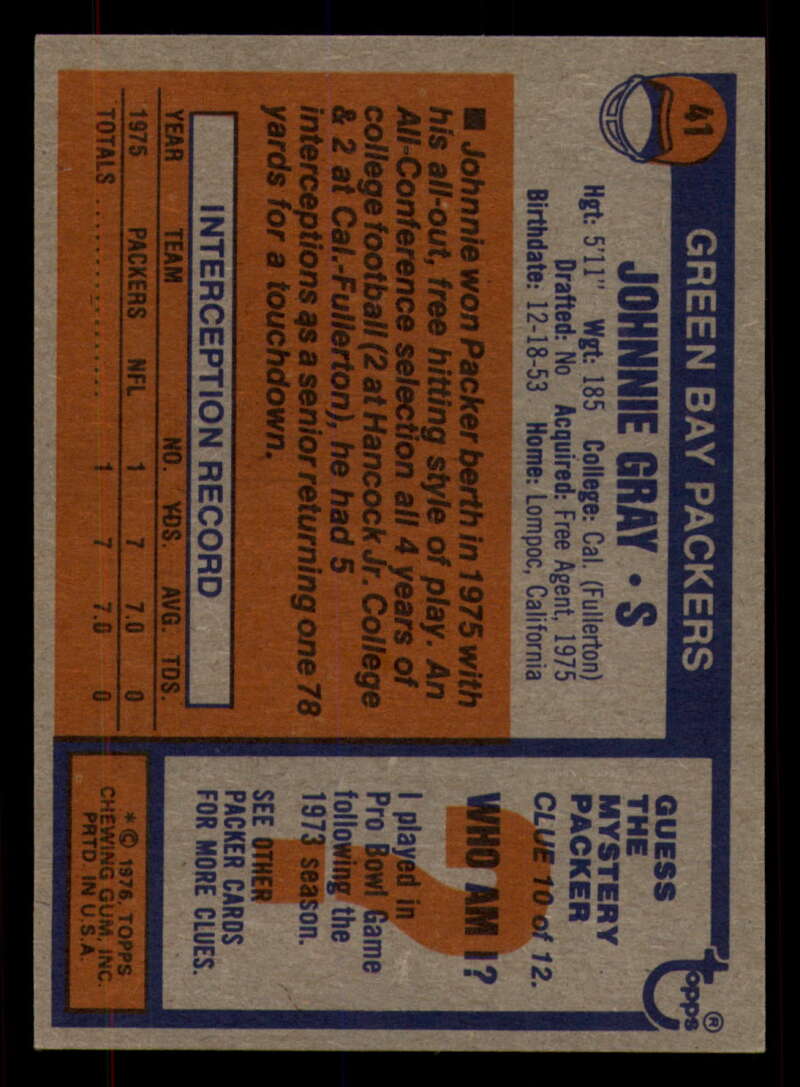 41
GREEN BAY PACKERS
JOHNNIE GRAY • S
Hgt: 5'11" Wgt: 185 College: Cal. (Fullerton)
Drafted: No Acquired: Free Agent, 1975
Birthdate: 12-18-53 Home: Lompoc, California
■ Johnnie won Packer berth in 1975 with
his all-out, free hitting style of play. An
All-Conference selection all 4 years of
college football (2 at Hancock Jr. College
& 2 at Cal.-Fullerton), he had 5
interceptions as a senior returning one 78
yards for a touchdown.
INTERCEPTION RECORD
YEAR TEAM NO. YDS. AVG. TDS.
1975 PACKERS NFL 1 7 7.0 0
TOTALS .................... 1 7 7.0 0
topps®
GUESS
THE
MYSTERY
PACKER
CLUE 10 of 12.
WHO AM I?
I played in
Pro Bowl Game
following the
1973 season.
SEE OTHER
PACKER CARDS
FOR MORE CLUES.
* © 1976, TOPPS
CHEWING GUM, INC.
PRTD. IN U.S.A.